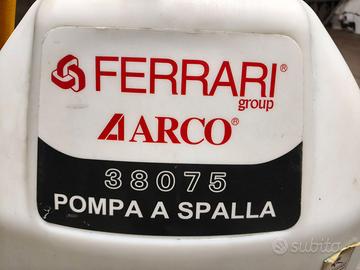 FERRARI®
group
ARCO®
38075
POMPA A SPALLA
subito